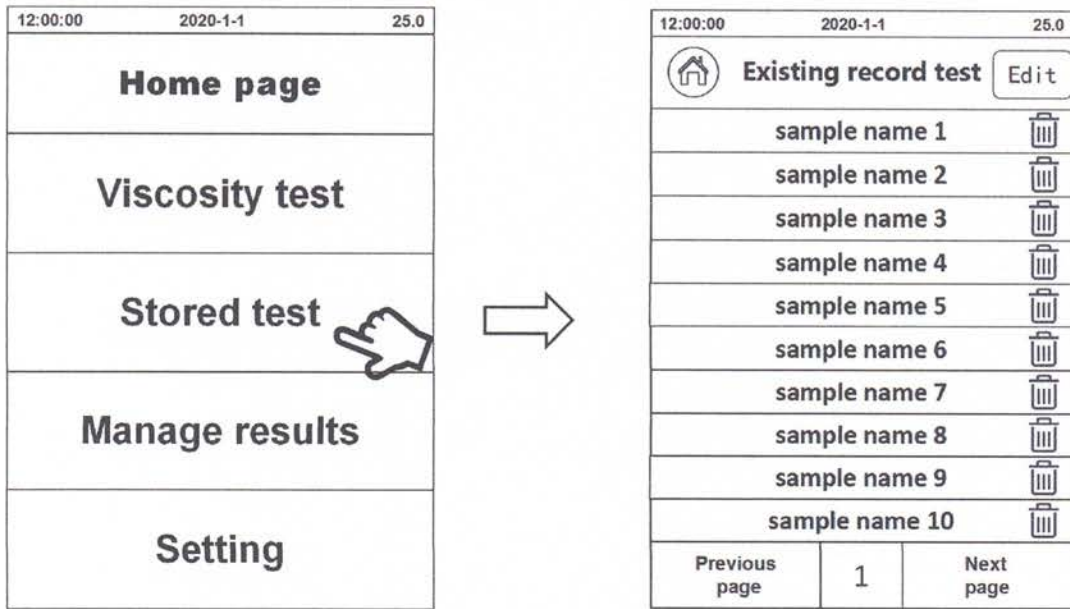 12:00:00 2020-1-1 25.0
Home page
Viscosity test
Stored test
Manage results
Setting
12:00:00 2020-1-1 25.0
Existing record test Edit
sample name 1
sample name 2
sample name 3
sample name 4
sample name 5
sample name 6
sample name 7
sample name 8
sample name 9
sample name 10
Previous page 1 Next page